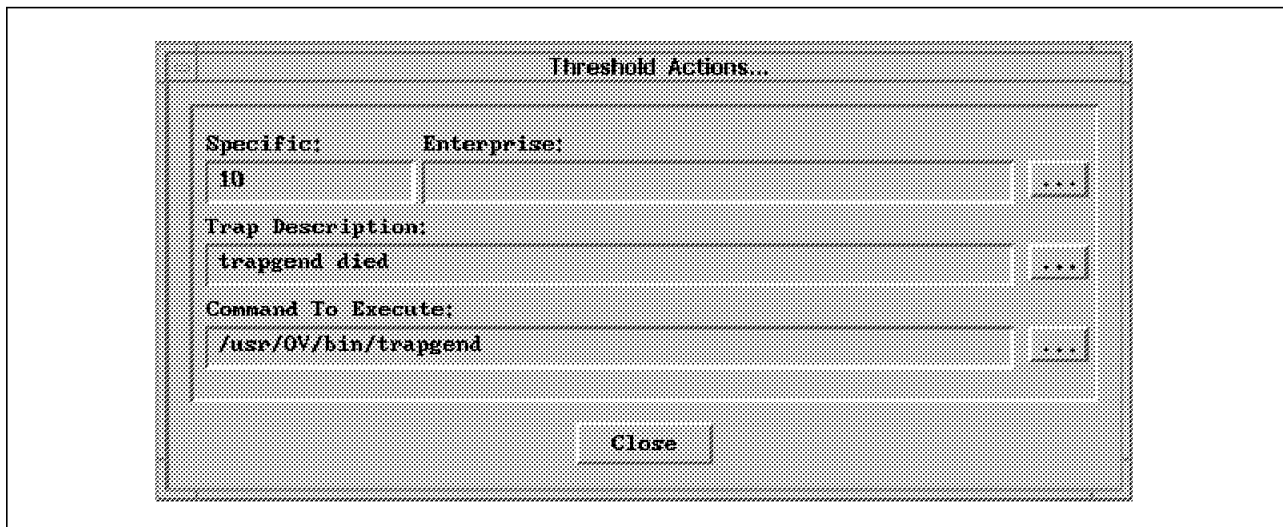 Threshold Actions...
Specific: Enterprise:
10 ...
Trap Description:
trapgend died ...
Command To Execute:
/usr/OV/bin/trapgend ...
Close